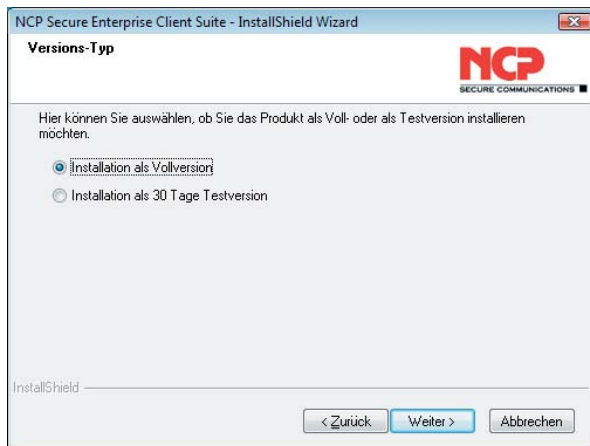 NCP Secure Enterprise Client Suite - InstallShield Wizard
Versions-Typ
NCP
SECURE COMMUNICATIONS
Hier können Sie auswählen, ob Sie das Produkt als Voll- oder als Testversion installieren
möchten.
Installation als Vollversion
Installation als 30 Tage Testversion
InstallShield
< Zurück
Weiter >
Abbrechen